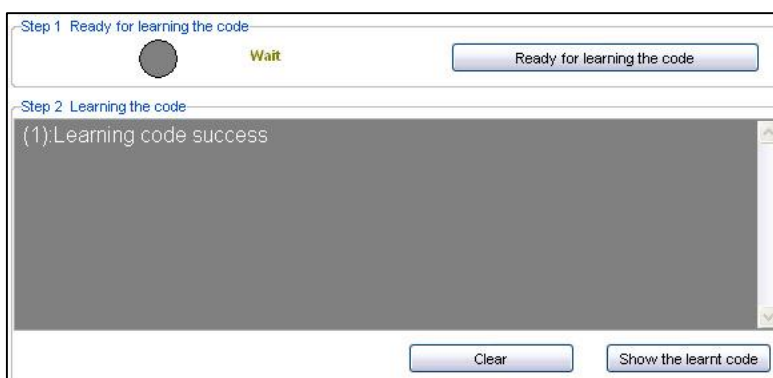 Step 1 Ready for learning the code
Wait
Ready for learning the code
Step 2 Learning the code
(1):Learning code success
Clear
Show the learnt code